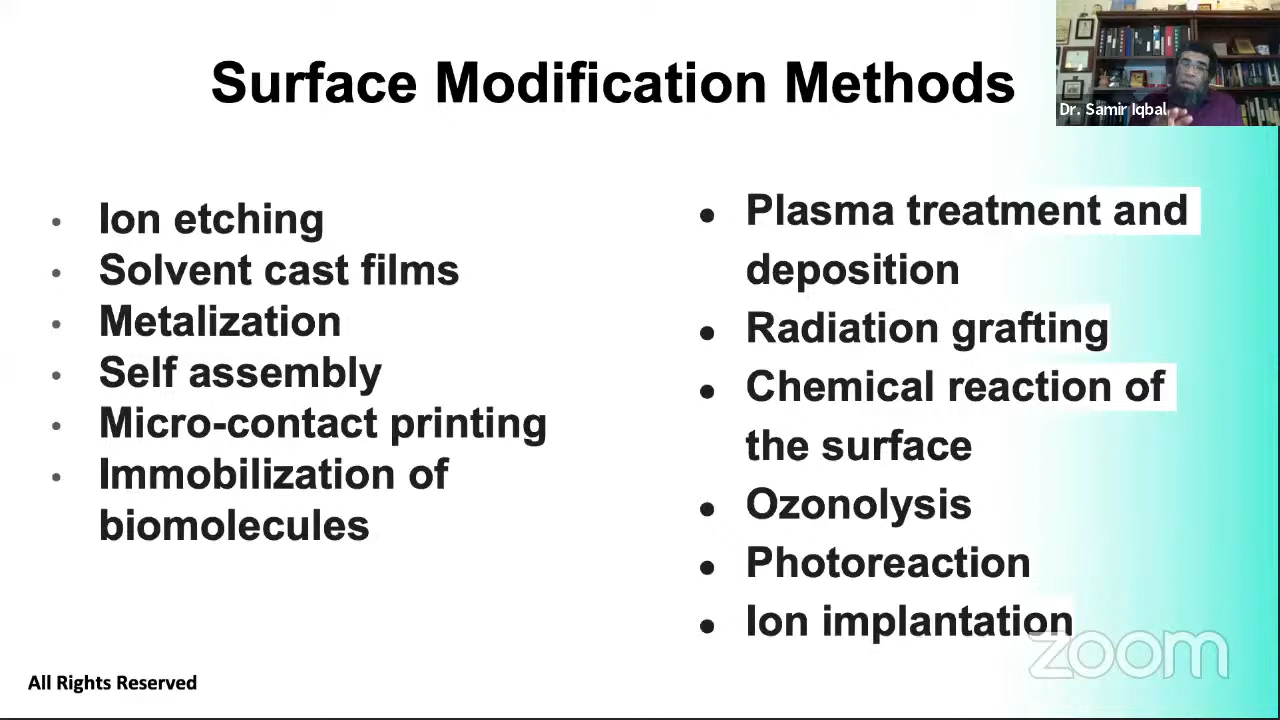 Surface Modification Methods
Dr. Samir Iqbal
• Ion etching
• Solvent cast films
• Metalization
• Self assembly
• Micro-contact printing
• Immobilization of
biomolecules
• Plasma treatment and
deposition
• Radiation grafting
• Chemical reaction of
the surface
• Ozonolysis
• Photoreaction
• Ion implantation
zoom
All Rights Reserved